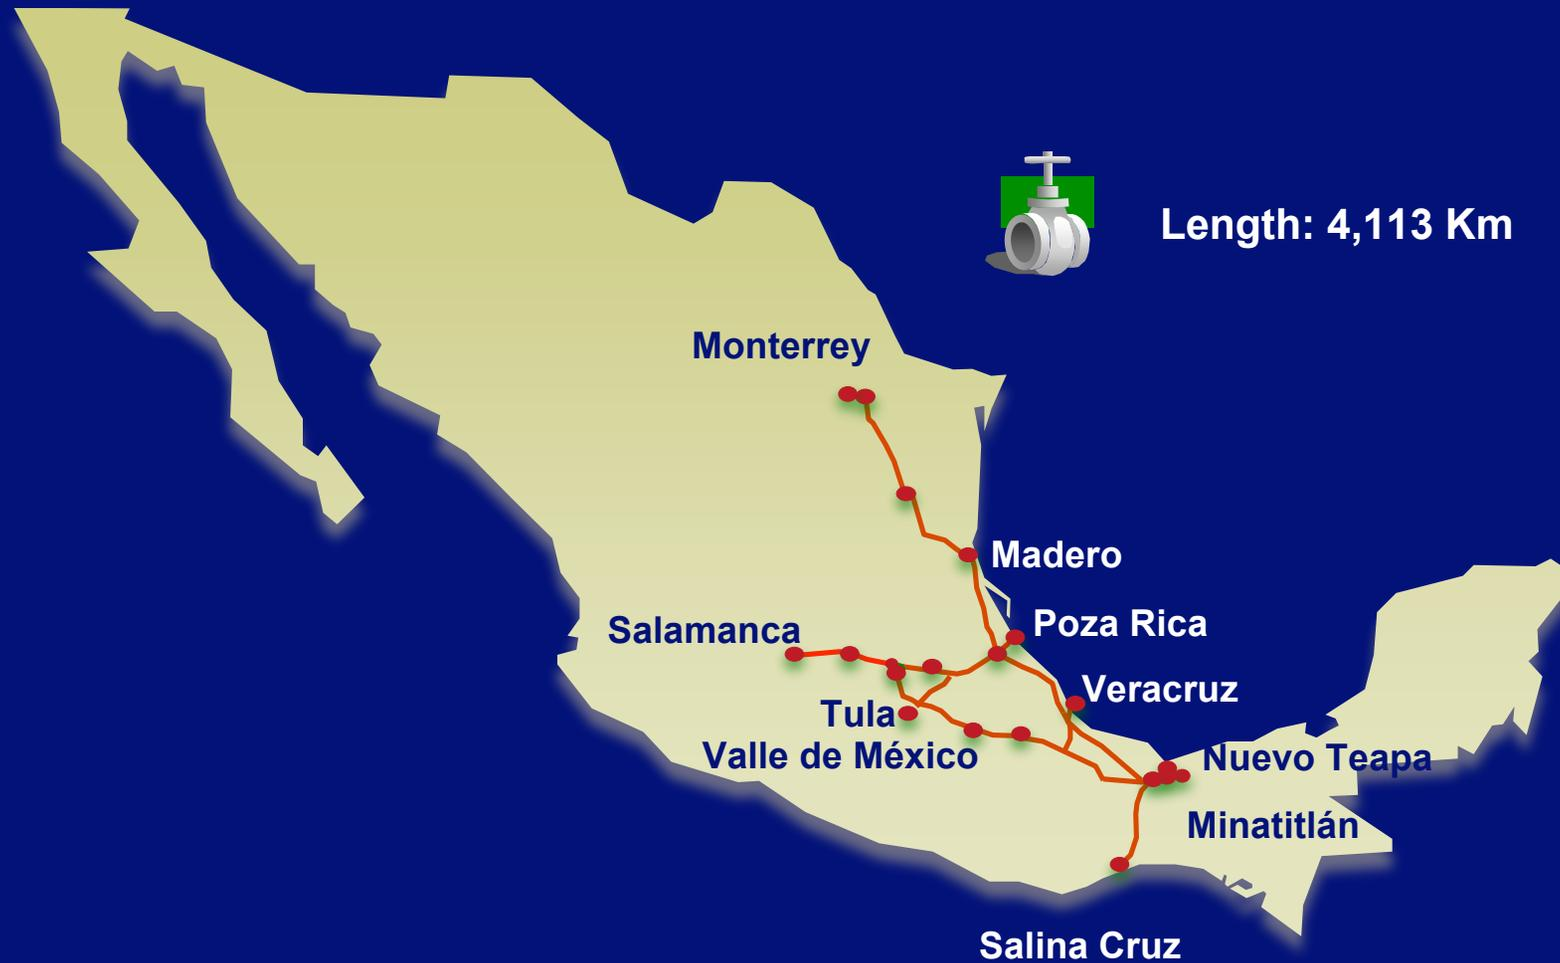 Length: 4,113 Km
Monterrey
Madero
Poza Rica
Salamanca
Veracruz
Tula
Valle de México
Nuevo Teapa
Minatitlán
Salina Cruz